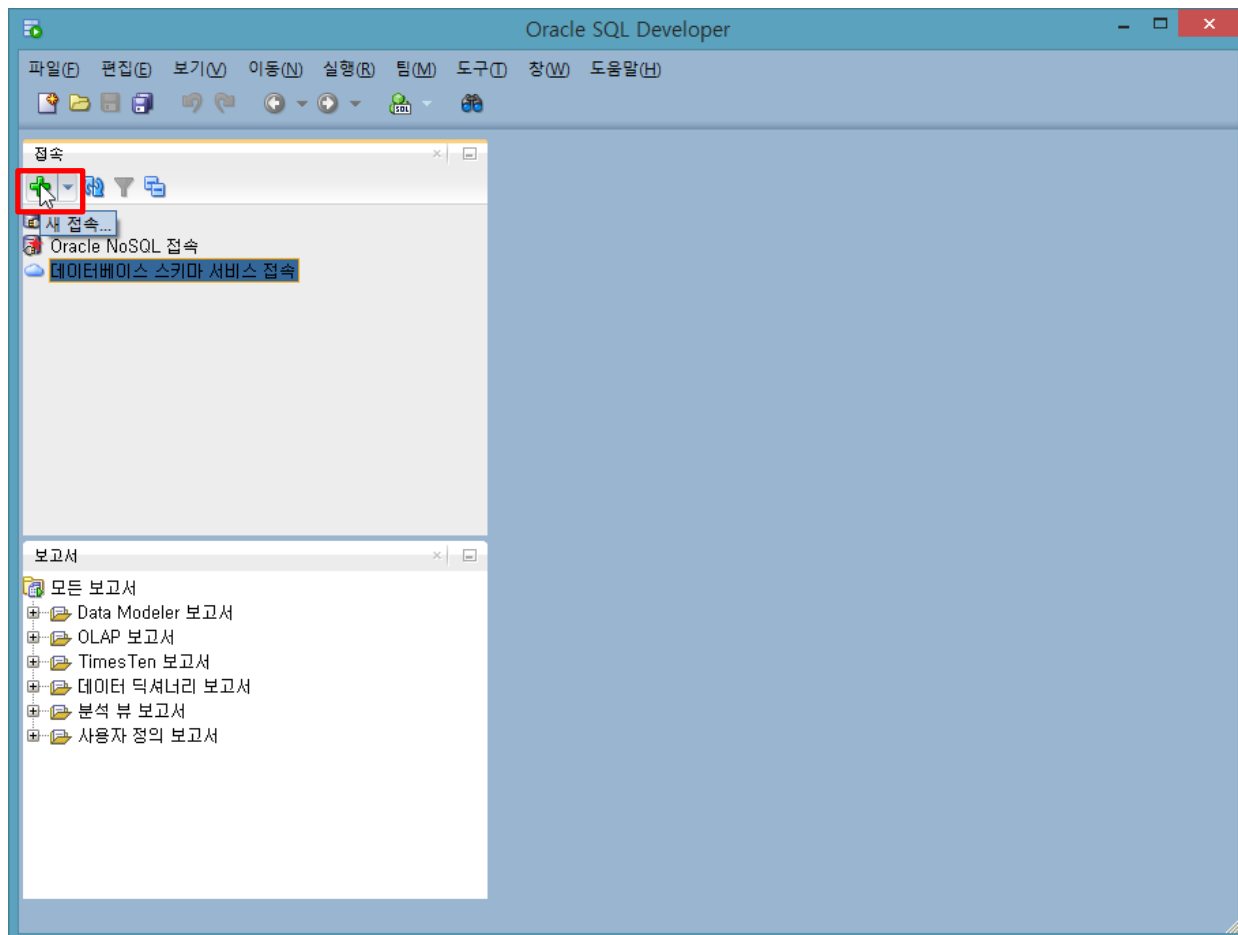 Oracle SQL Developer
파일(F) 편집(E) 보기(V) 이동(N) 실행(R) 팀(M) 도구(T) 창(W) 도움말(H)
SQL
접속
새 접속...
Oracle NoSQL 접속
데이터베이스 스키마 서비스 접속
보고서
모든 보고서
Data Modeler 보고서
OLAP 보고서
TimesTen 보고서
데이터 딕셔너리 보고서
분석 뷰 보고서
사용자 정의 보고서